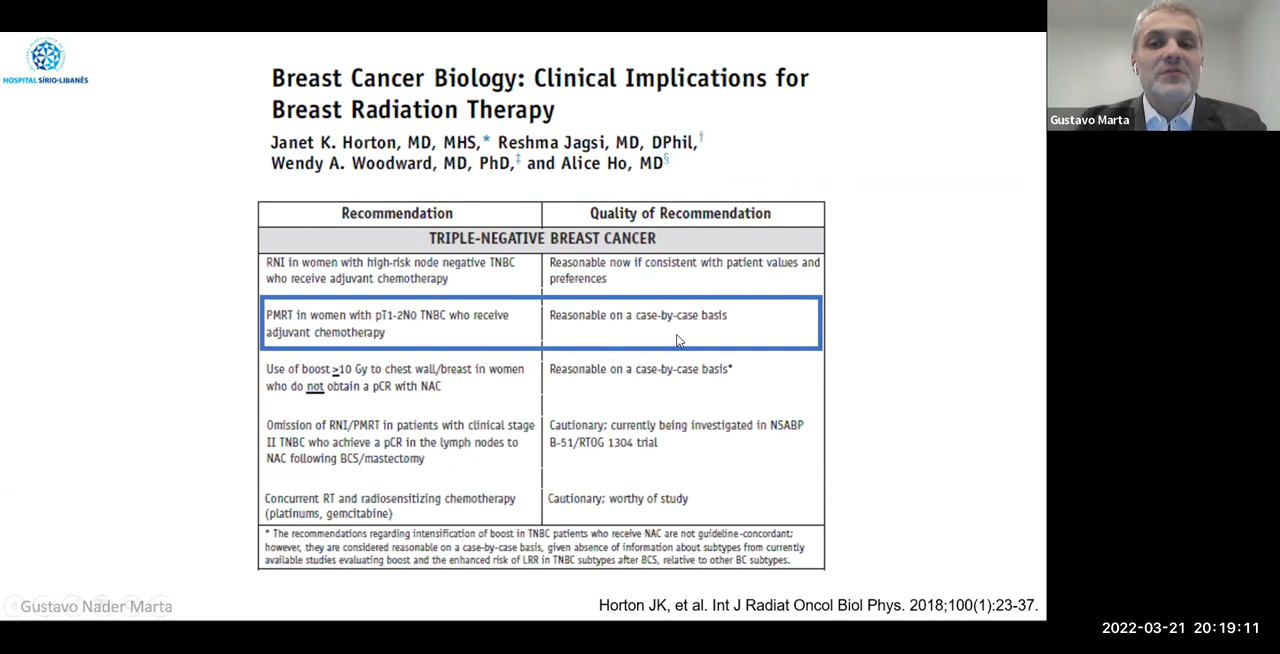 HOSPITAL SÍRIO-LIBANÊS
Breast Cancer Biology: Clinical Implications for
Breast Radiation Therapy
Janet K. Horton, MD, MHS,* Reshma Jagsi, MD, DPhil,†
Wendy A. Woodward, MD, PhD,‡ and Alice Ho, MD§
Gustavo Marta
Recommendation
Quality of Recommendation
TRIPLE-NEGATIVE BREAST CANCER
RNI in women with high-risk node negative TNBC
who receive adjuvant chemotherapy
Reasonable now if consistent with patient values and
preferences
PMRT in women with pT1-2N0 TNBC who receive
adjuvant chemotherapy
Reasonable on a case-by-case basis
Use of boost ≥10 Gy to chest wall/breast in women
who do not obtain a pCR with NAC
Reasonable on a case-by-case basis*
Omission of RNI/PMRT in patients with clinical stage
II TNBC who achieve a pCR in the lymph nodes to
NAC following BCS/mastectomy
Cautionary; currently being investigated in NSABP
B-51/RTOG 1304 trial
Concurrent RT and radiosensitizing chemotherapy
(platinums, gemcitabine)
Cautionary; worthy of study
* The recommendations regarding intensification of boost in TNBC patients who receive NAC are not guideline-concordant;
however, they are considered reasonable on a case-by-case basis, given absence of information about subtypes from currently
available studies evaluating boost and the enhanced risk of LRR in TNBC subtypes after BCS, relative to other BC subtypes.
Gustavo Nader Marta
Horton JK, et al. Int J Radiat Oncol Biol Phys. 2018;100(1):23-37.
2022-03-21 20:19:11